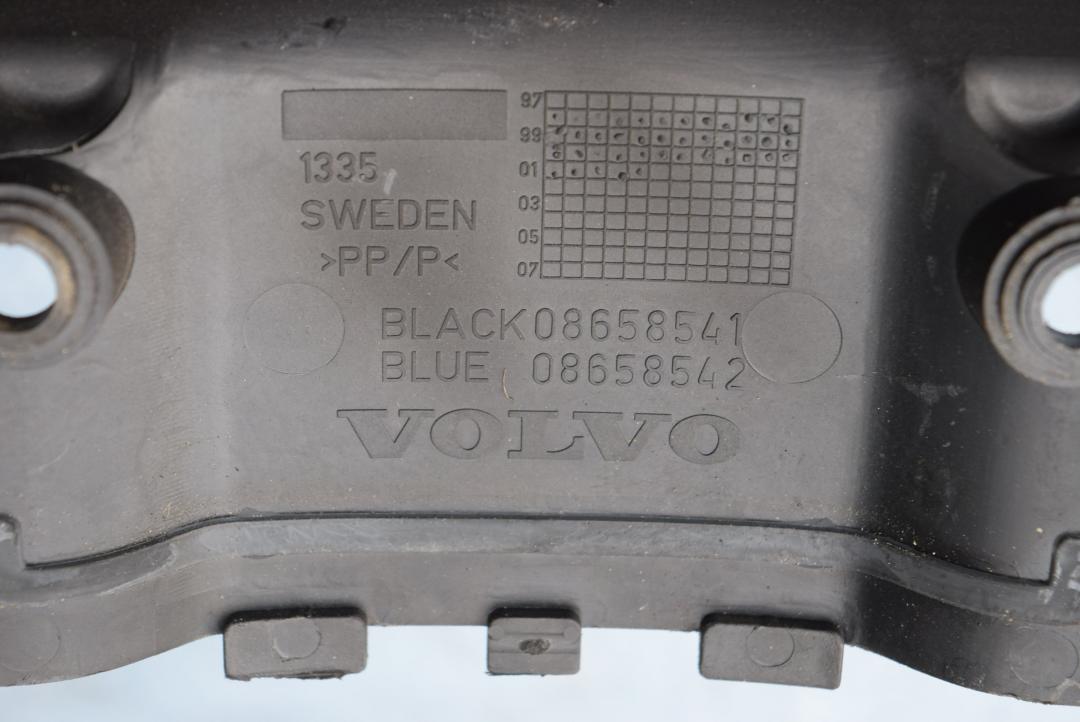 97
99
01
03
05
07
1335
SWEDEN
>PP/P<
BLACK08658541
BLUE 08658542
VOLVO